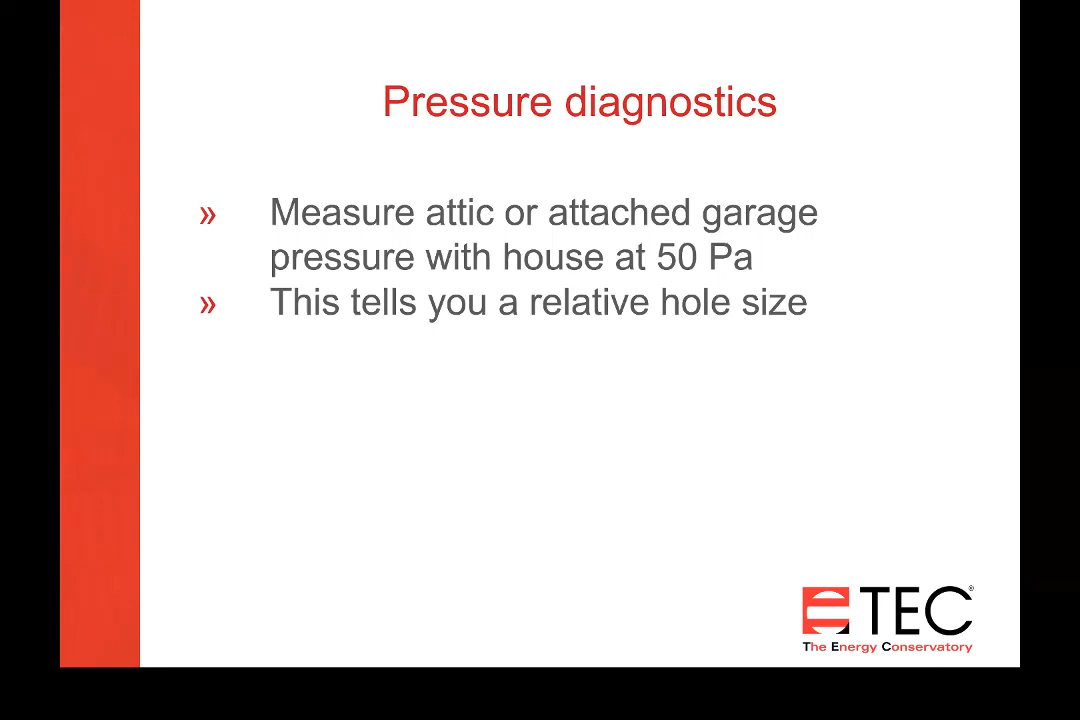 Pressure diagnostics
» Measure attic or attached garage
pressure with house at 50 Pa
» This tells you a relative hole size
TEC®
The Energy Conservatory